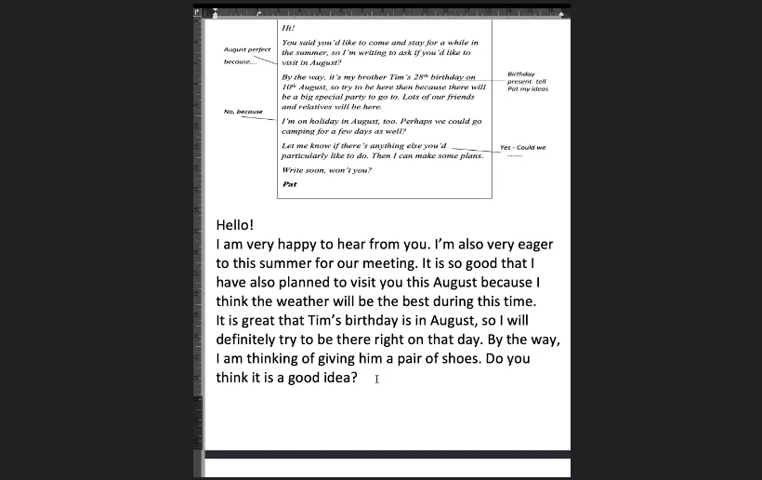 Hi!
You said you'd like to come and stay for a while in
the summer, so I'm writing to ask if you'd like to
visit in August?
August perfect
because....
By the way, it's my brother Tim's 28th birthday on
10th August, so try to be here then because there will
be a big special party to go to. Lots of our friends
and relatives will be here.
Birthday
present- tell
Pat my ideas
No, because
I'm on holiday in August, too. Perhaps we could go
camping for a few days as well?
Let me know if there's anything else you'd
particularly like to do. Then I can make some plans.
Yes - Could we
.......
Write soon, won't you?
Pat
Hello!
I am very happy to hear from you. I'm also very eager
to this summer for our meeting. It is so good that I
have also planned to visit you this August because I
think the weather will be the best during this time.
It is great that Tim's birthday is in August, so I will
definitely try to be there right on that day. By the way,
I am thinking of giving him a pair of shoes. Do you
think it is a good idea?